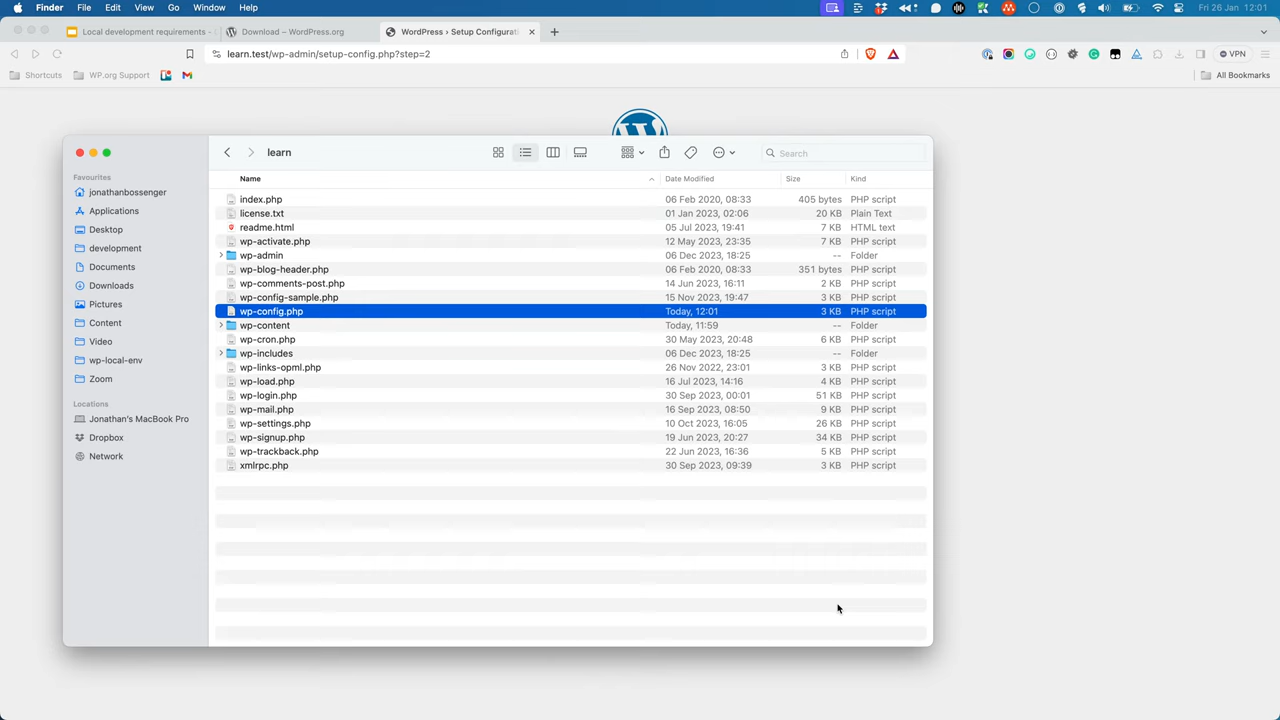 Finder File Edit View Go Window Help Fri 26 Jan 12:01
Local development requirements - Download – WordPress.org WordPress › Setup Configurati
learn.test/wp-admin/setup-config.php?step=2 VPN
Shortcuts WP.org Support All Bookmarks
learn Search
Favourites
jonathanbossenger
Applications
Desktop
development
Documents
Downloads
Pictures
Content
Video
wp-local-env
Zoom
Locations
Jonathan's MacBook Pro
Dropbox
Network
Name Date Modified Size Kind
index.php 06 Feb 2020, 08:33 405 bytes PHP script
license.txt 01 Jan 2023, 02:06 20 KB Plain Text
readme.html 05 Jul 2023, 19:41 7 KB HTML text
wp-activate.php 12 May 2023, 23:35 7 KB PHP script
wp-admin 06 Dec 2023, 18:25 -- Folder
wp-blog-header.php 06 Feb 2020, 08:33 351 bytes PHP script
wp-comments-post.php 14 Jun 2023, 16:11 2 KB PHP script
wp-config-sample.php 15 Nov 2023, 19:47 3 KB PHP script
wp-config.php Today, 12:01 3 KB PHP script
wp-content Today, 11:59 -- Folder
wp-cron.php 30 May 2023, 20:48 6 KB PHP script
wp-includes 06 Dec 2023, 18:25 -- Folder
wp-links-opml.php 26 Nov 2022, 23:01 3 KB PHP script
wp-load.php 16 Jul 2023, 14:16 4 KB PHP script
wp-login.php 30 Sep 2023, 00:01 51 KB PHP script
wp-mail.php 16 Sep 2023, 08:50 9 KB PHP script
wp-settings.php 10 Oct 2023, 16:05 26 KB PHP script
wp-signup.php 19 Jun 2023, 20:27 34 KB PHP script
wp-trackback.php 22 Jun 2023, 16:36 5 KB PHP script
xmlrpc.php 30 Sep 2023, 09:39 3 KB PHP script